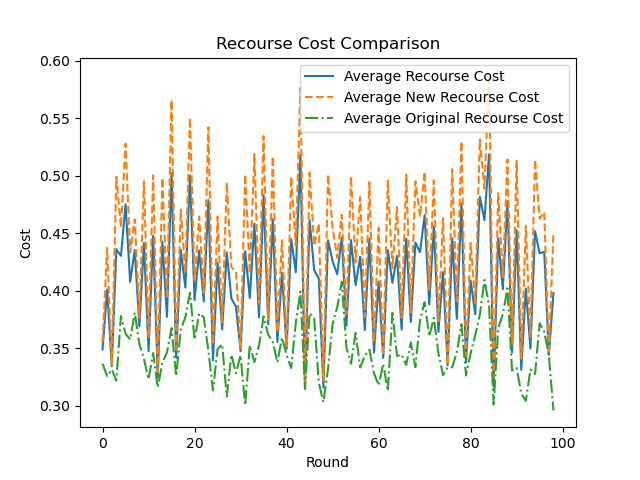 Recourse Cost Comparison
Average Recourse Cost
Average New Recourse Cost
Average Original Recourse Cost
Cost
0.60
0.55
0.50
0.45
0.40
0.35
0.30
0 20 40 60 80 100
Round